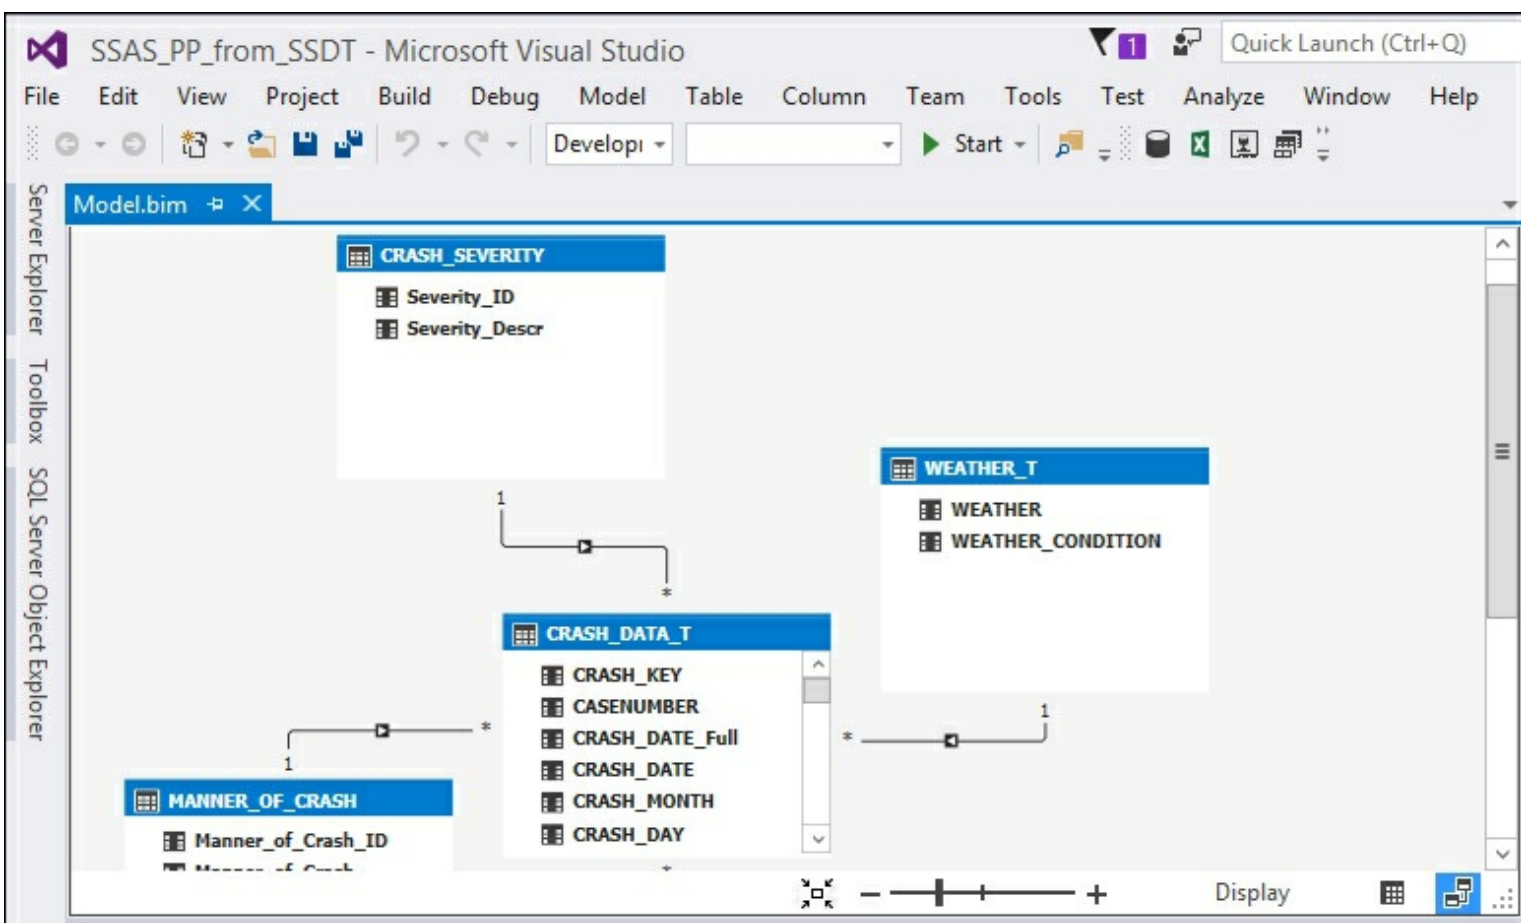 SSAS_PP_from_SSDT - Microsoft Visual Studio
1
Quick Launch (Ctrl+Q)
File Edit View Project Build Debug Model Table Column Team Tools Test Analyze Window Help
Start
Model.bim
Server Explorer
Toolbox
SQL Server Object Explorer
CRASH_SEVERITY
Severity_ID
Severity_Descr
1
*
WEATHER_T
WEATHER
WEATHER_CONDITION
1
*
CRASH_DATA_T
CRASH_KEY
CASENUMBER
CRASH_DATE_Full
CRASH_DATE
CRASH_MONTH
CRASH_DAY
*
*
1
MANNER_OF_CRASH
Manner_of_Crash_ID
Display